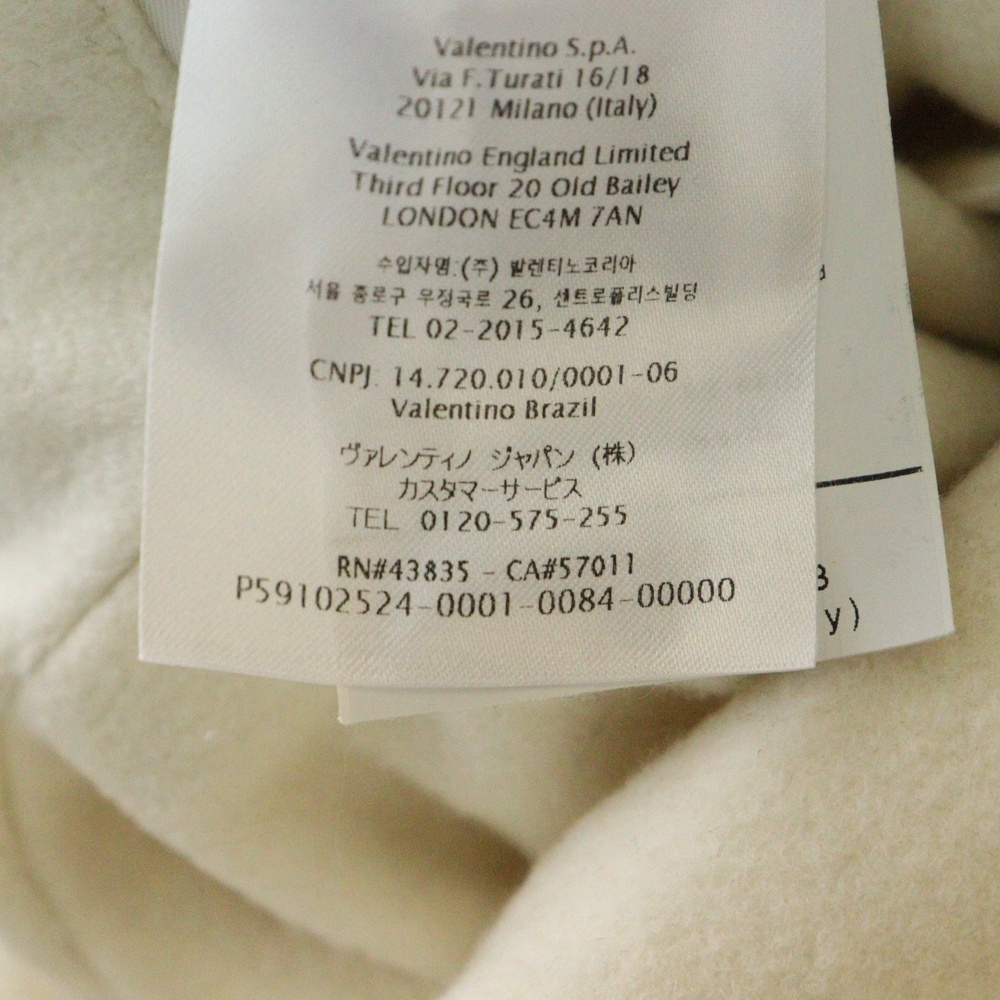 Valentino S.p.A.
Via F.Turati 16/18
20121 Milano (Italy)
Valentino England Limited
Third Floor 20 Old Bailey
LONDON EC4M 7AN
수입자명:(주) 발렌티노코리아
서울 종로구 우정국로 26, 센트로폴리스빌딩
TEL 02-2015-4642
CNPJ: 14.720.010/0001-06
Valentino Brazil
ヴァレンティノ ジャパン (株)
カスタマーサービス
TEL 0120-575-255
RN#43835 - CA#57011
P59102524-0001-0084-00000
y)